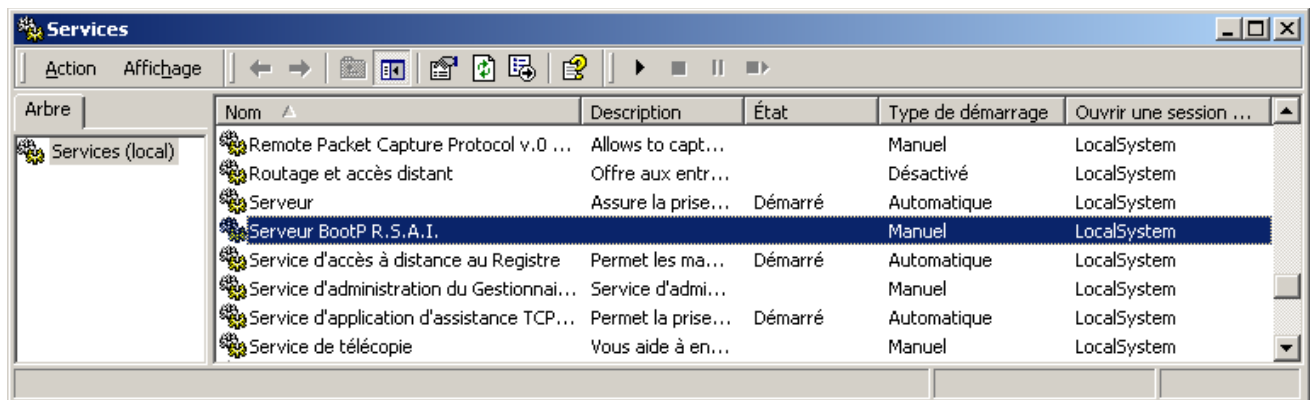 Services
Action Affichage
Arbre
Services (local)
Nom Description État Type de démarrage Ouvrir une session ...
Remote Packet Capture Protocol v.0 ... Allows to capt... Manuel LocalSystem
Routage et accès distant Offre aux entr... Désactivé LocalSystem
Serveur Assure la prise... Démarré Automatique LocalSystem
Serveur BootP R.S.A.I. Manuel LocalSystem
Service d'accès à distance au Registre Permet les ma... Démarré Automatique LocalSystem
Service d'administration du Gestionnai... Service d'admi... Manuel LocalSystem
Service d'application d'assistance TCP... Permet la prise... Démarré Automatique LocalSystem
Service de télécopie Vous aide à en... Manuel LocalSystem